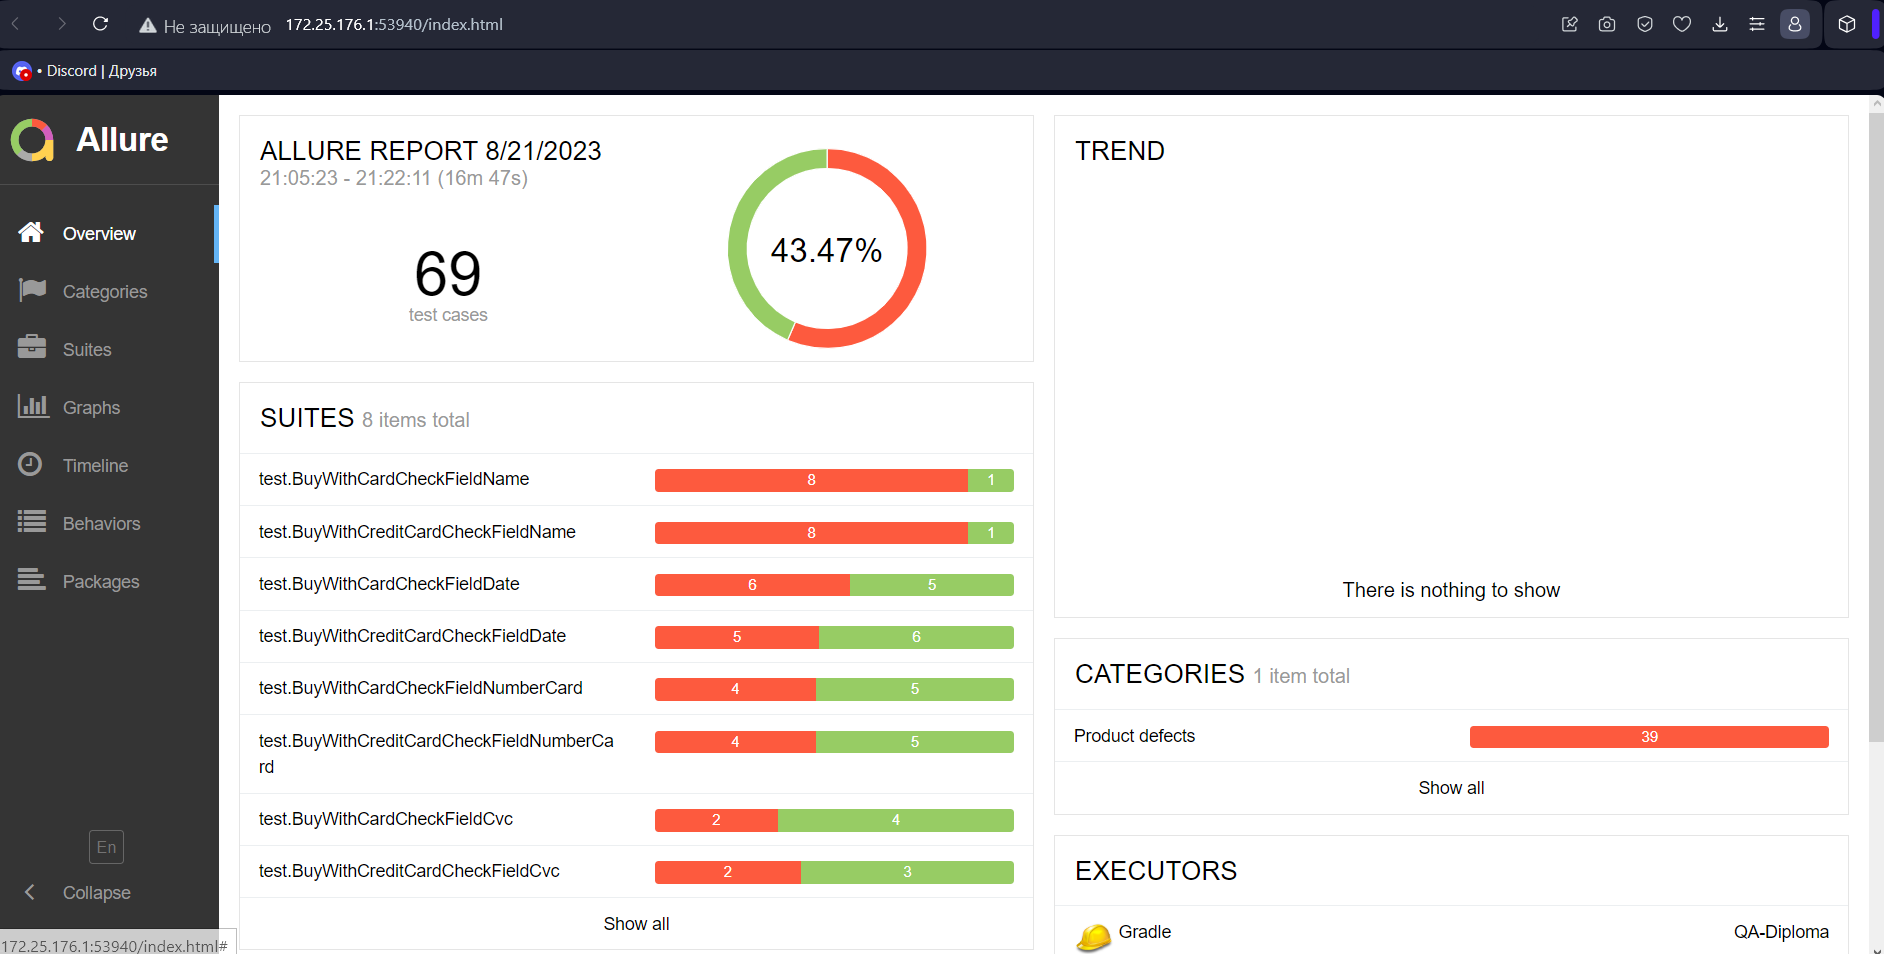 Не защищено 172.25.176.1:53940/index.html
• Discord | Друзья
Allure
Overview
Categories
Suites
Graphs
Timeline
Behaviors
Packages
En
Collapse
172.25.176.1:53940/index.html#
ALLURE REPORT 8/21/2023
21:05:23 - 21:22:11 (16m 47s)
69
test cases
43.47%
SUITES 8 items total
test.BuyWithCardCheckFieldName 8 1
test.BuyWithCreditCardCheckFieldName 8 1
test.BuyWithCardCheckFieldDate 6 5
test.BuyWithCreditCardCheckFieldDate 5 6
test.BuyWithCardCheckFieldNumberCard 4 5
test.BuyWithCreditCardCheckFieldNumberCa 4 5
rd
test.BuyWithCardCheckFieldCvc 2 4
test.BuyWithCreditCardCheckFieldCvc 2 3
Show all
TREND
There is nothing to show
CATEGORIES 1 item total
Product defects 39
Show all
EXECUTORS
Gradle QA-Diploma